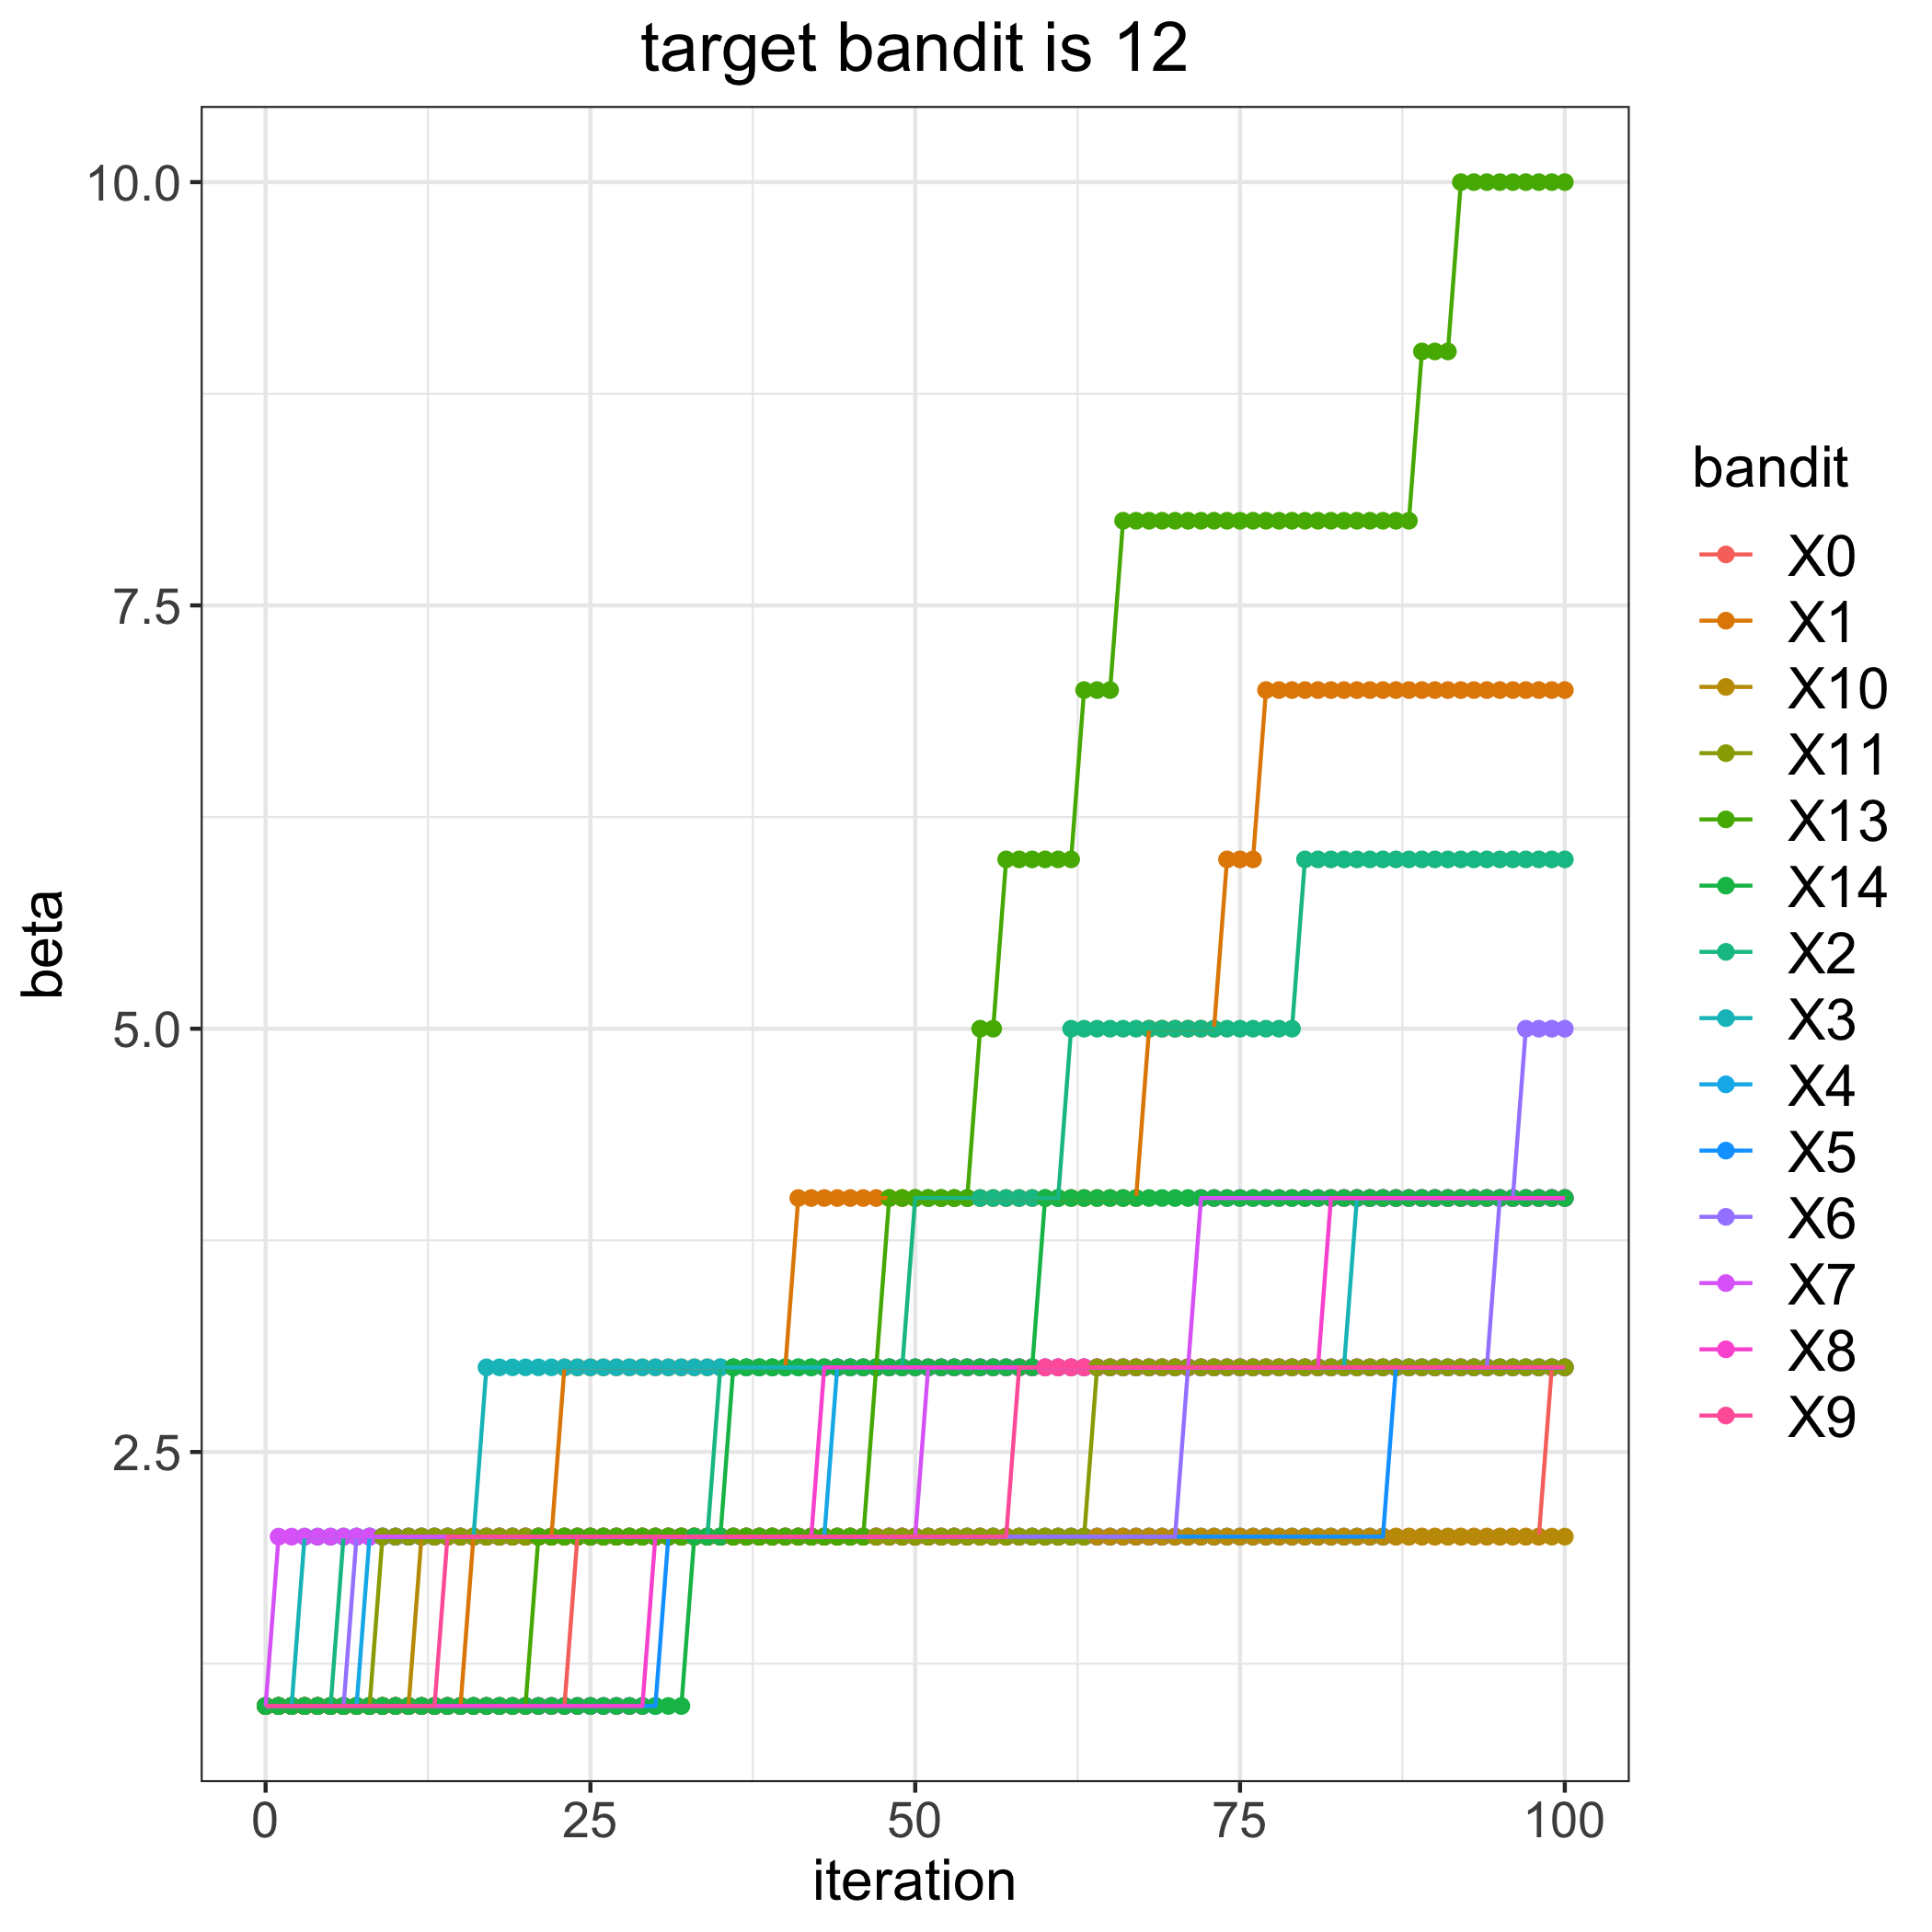 target bandit is 12
10.0
7.5
5.0
2.5
beta
0 25 50 75 100
iteration
bandit
X0
X1
X10
X11
X13
X14
X2
X3
X4
X5
X6
X7
X8
X9